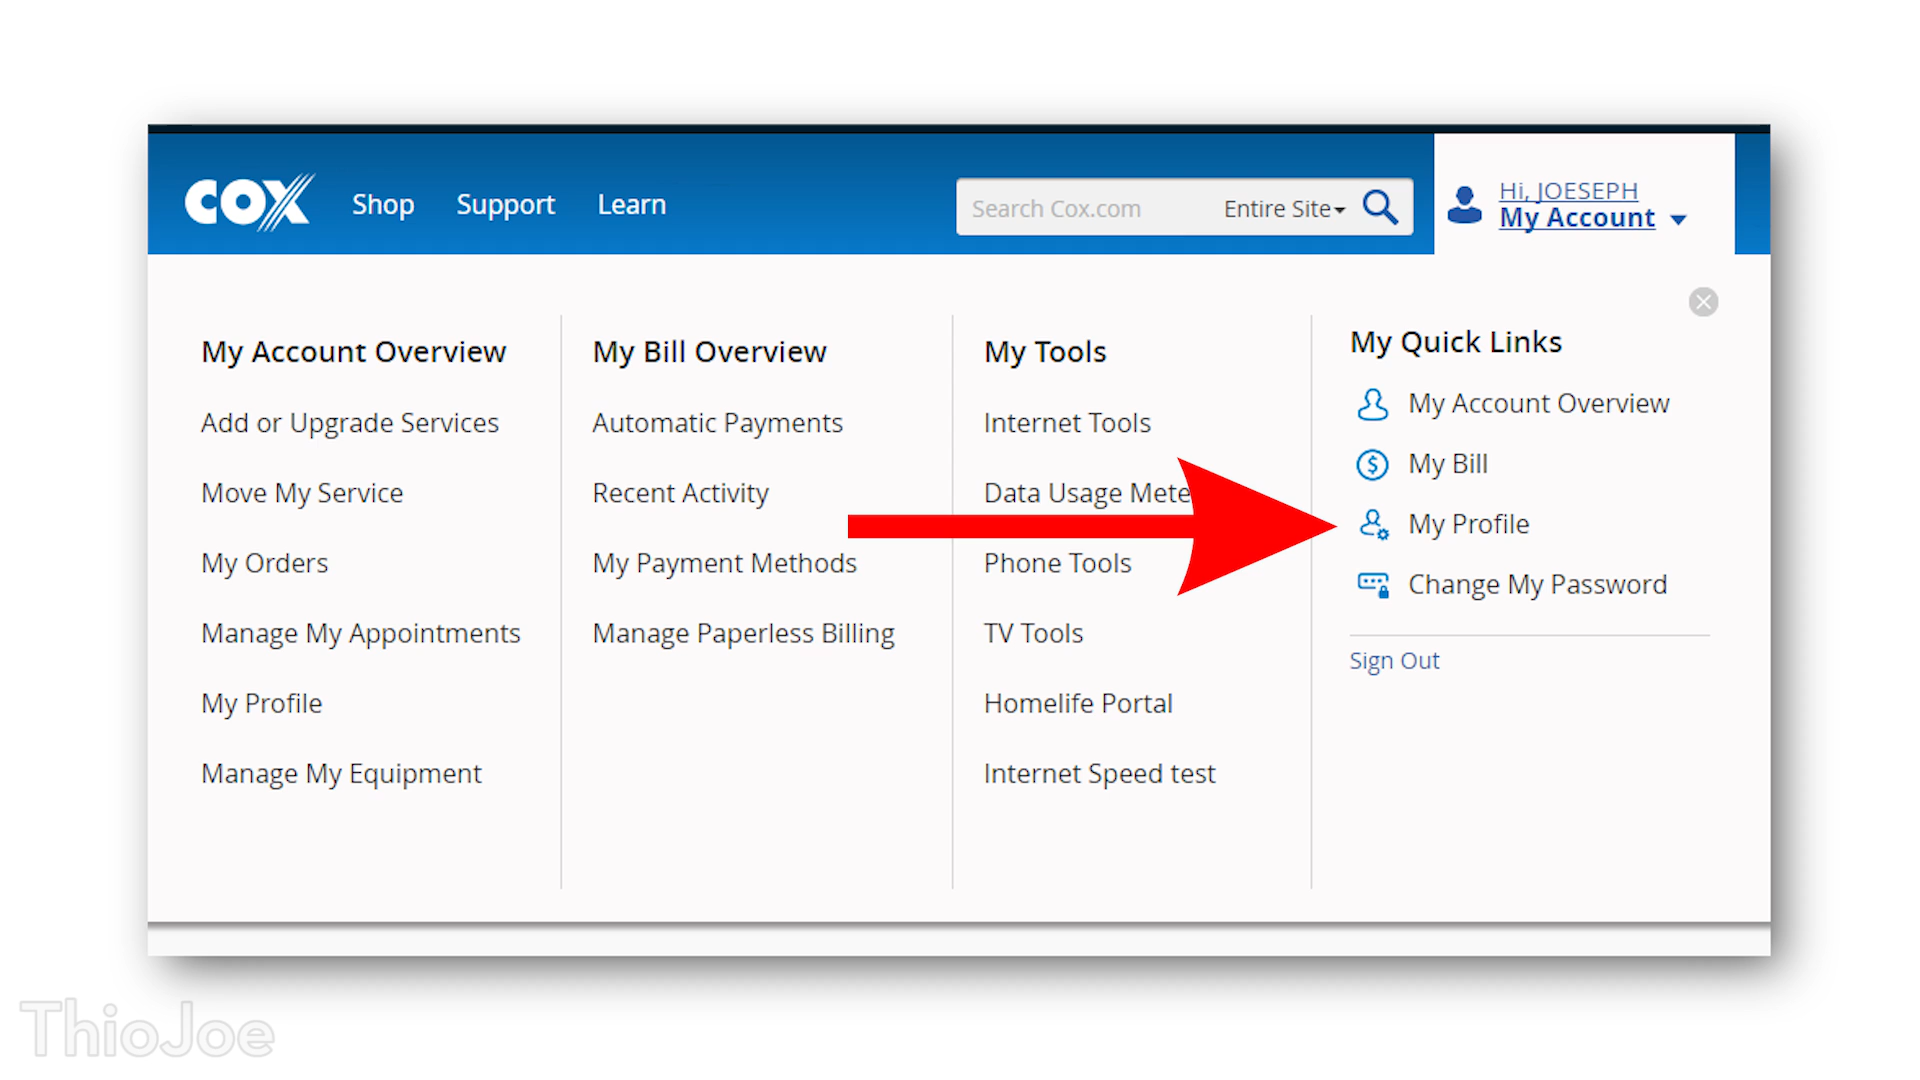 COX
Shop
Support
Learn
Search Cox.com
Entire Site
Hi, JOESEPH
My Account
My Account Overview
Add or Upgrade Services
Move My Service
My Orders
Manage My Appointments
My Profile
Manage My Equipment
My Bill Overview
Automatic Payments
Recent Activity
My Payment Methods
Manage Paperless Billing
My Tools
Internet Tools
Data Usage Mete
Phone Tools
TV Tools
Homelife Portal
Internet Speed test
My Quick Links
My Account Overview
My Bill
My Profile
Change My Password
Sign Out
ThioJoe